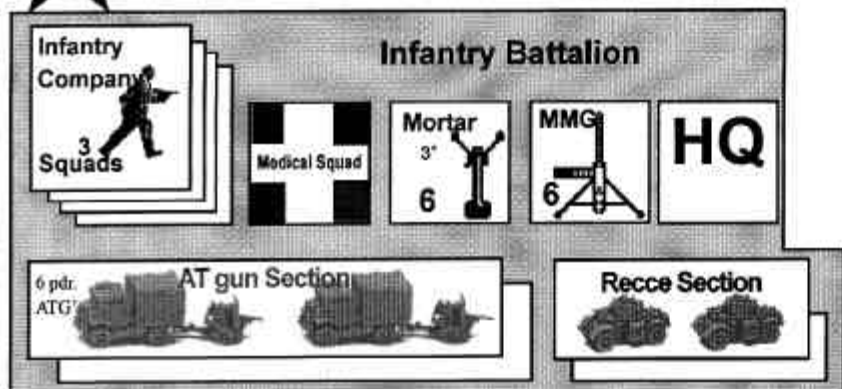 Infantry Battalion
Infantry
Company
3
Squads
Medical Squad
Mortar
3"
6
MMG
6
HQ
AT gun Section
6 pdr.
ATG'
Recce Section